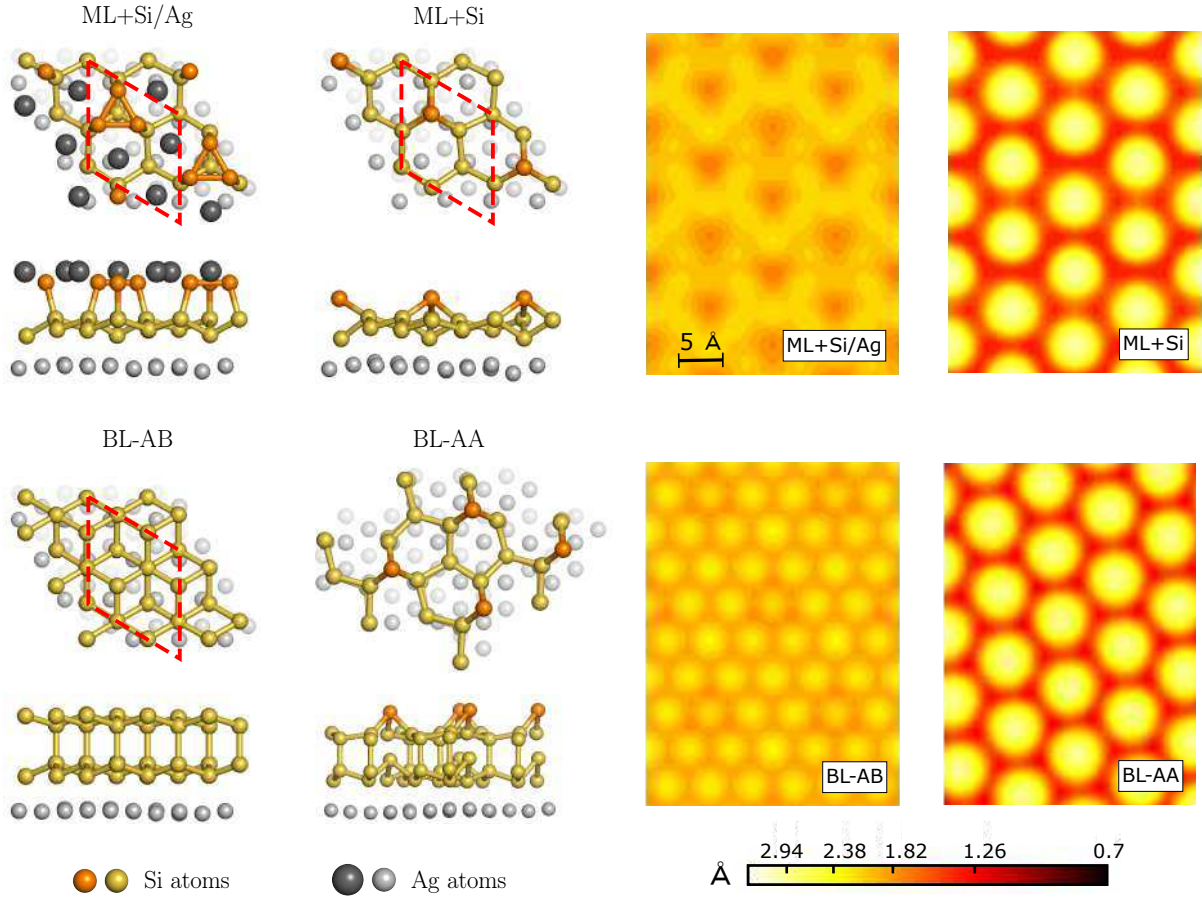 ML+Si/Ag
ML+Si
5 Å
ML+Si/Ag
ML+Si
BL-AB
BL-AA
BL-AB
BL-AA
Å
2.94 2.38 1.82 1.26 0.7
Si atoms
Ag atoms